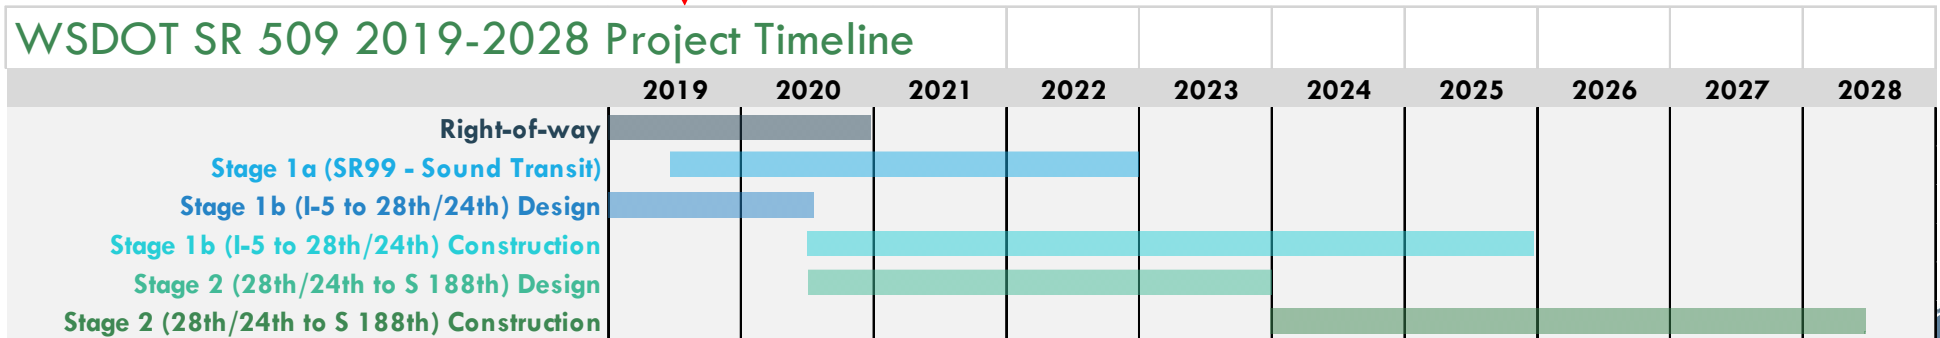 WSDOT SR 509 2019-2028 Project Timeline
2019 2020 2021 2022 2023 2024 2025 2026 2027 2028
Right-of-way
Stage 1a (SR99 - Sound Transit)
Stage 1b (I-5 to 28th/24th) Design
Stage 1b (I-5 to 28th/24th) Construction
Stage 2 (28th/24th to S 188th) Design
Stage 2 (28th/24th to S 188th) Construction